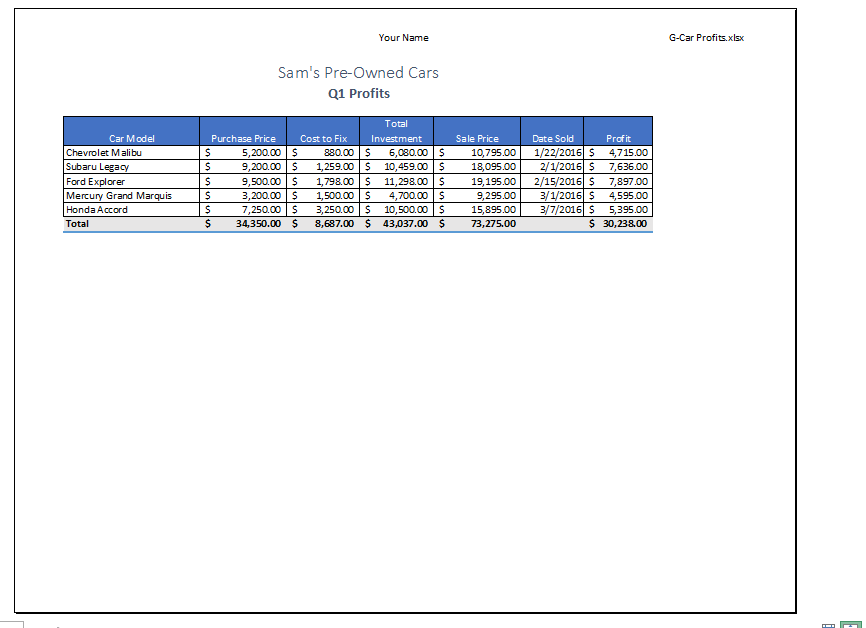 Your Name G-Car Profits.xlsx
Sam's Pre-Owned Cars
Q1 Profits
Car Model Purchase Price Cost to Fix Total Investment Sale Price Date Sold Profit
Chevrolet Malibu $ 5,200.00 $ 880.00 $ 6,080.00 $ 10,795.00 1/22/2016 $ 4,715.00
Subaru Legacy $ 9,200.00 $ 1,259.00 $ 10,459.00 $ 18,095.00 2/1/2016 $ 7,636.00
Ford Explorer $ 9,500.00 $ 1,798.00 $ 11,298.00 $ 19,195.00 2/15/2016 $ 7,897.00
Mercury Grand Marquis $ 3,200.00 $ 1,500.00 $ 4,700.00 $ 9,295.00 3/1/2016 $ 4,595.00
Honda Accord $ 7,250.00 $ 3,250.00 $ 10,500.00 $ 15,895.00 3/7/2016 $ 5,395.00
Total $ 34,350.00 $ 8,687.00 $ 43,037.00 $ 73,275.00 $ 30,238.00